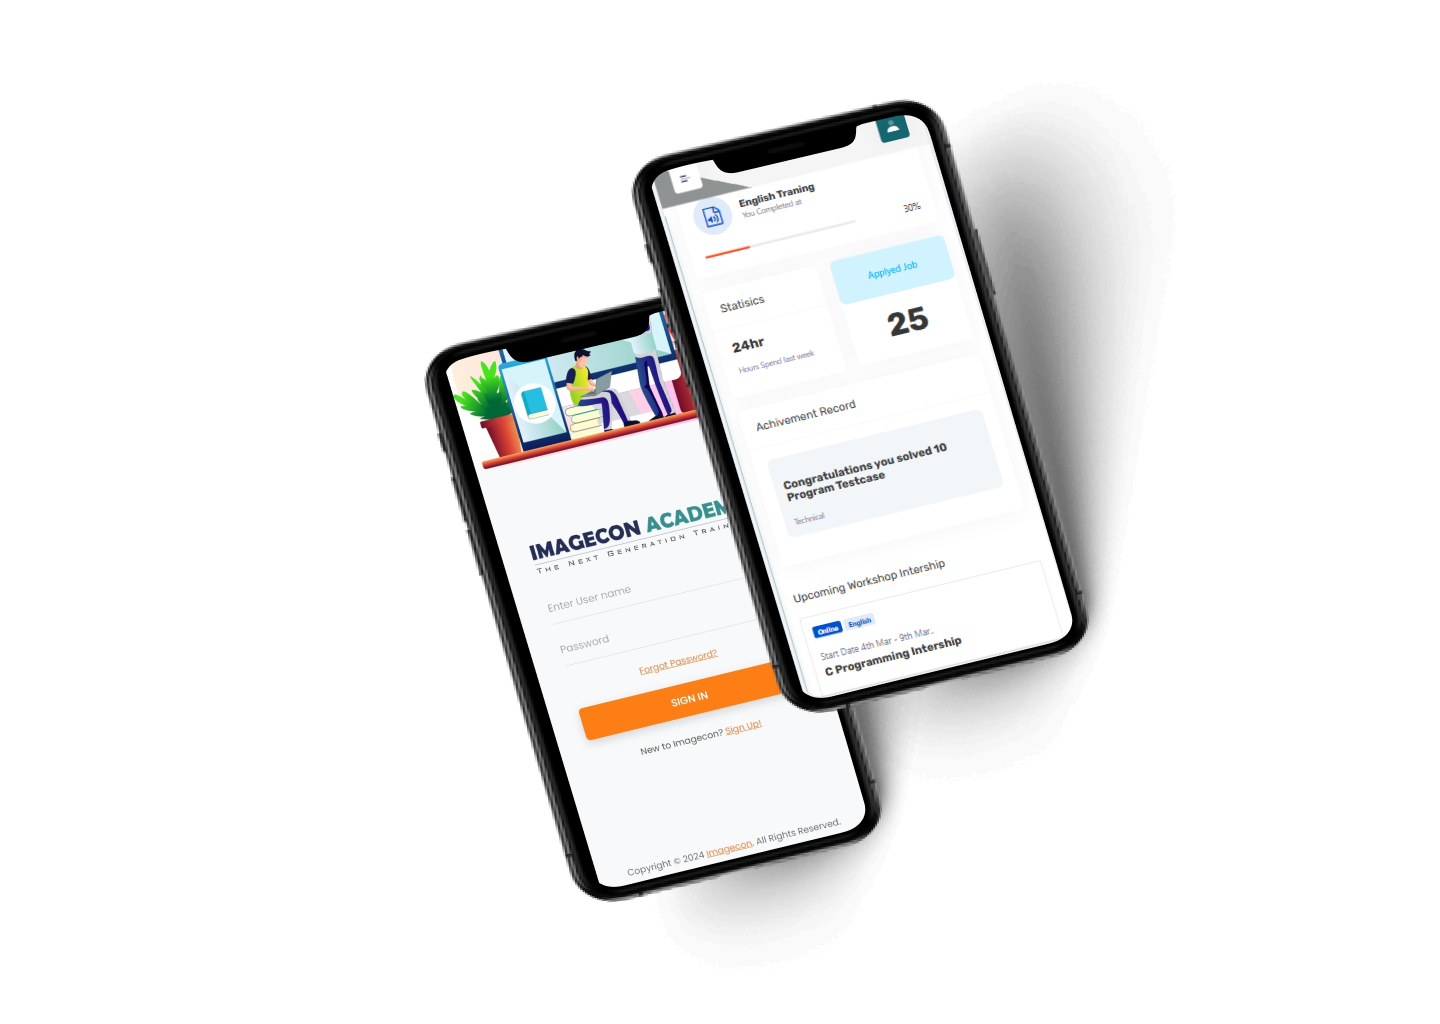 English Traning
You Completed at
30%
Applyed Job
25
Statisics
24hr
Hours Spend last week
Achivement Record
Congratulations you solved 10
Program Testcase
Technical
Upcoming Workshop Intership
Online English
Start Date 4th Mar - 9th Mar..
C Programming Intership
IMAGECON ACADEM
THE NEXT GENERATION TRAIN
Enter User name
Password
Forgot Password?
SIGN IN
New to Imagecon? Sign Up!
Copyright © 2024 Imagecon. All Rights Reserved.